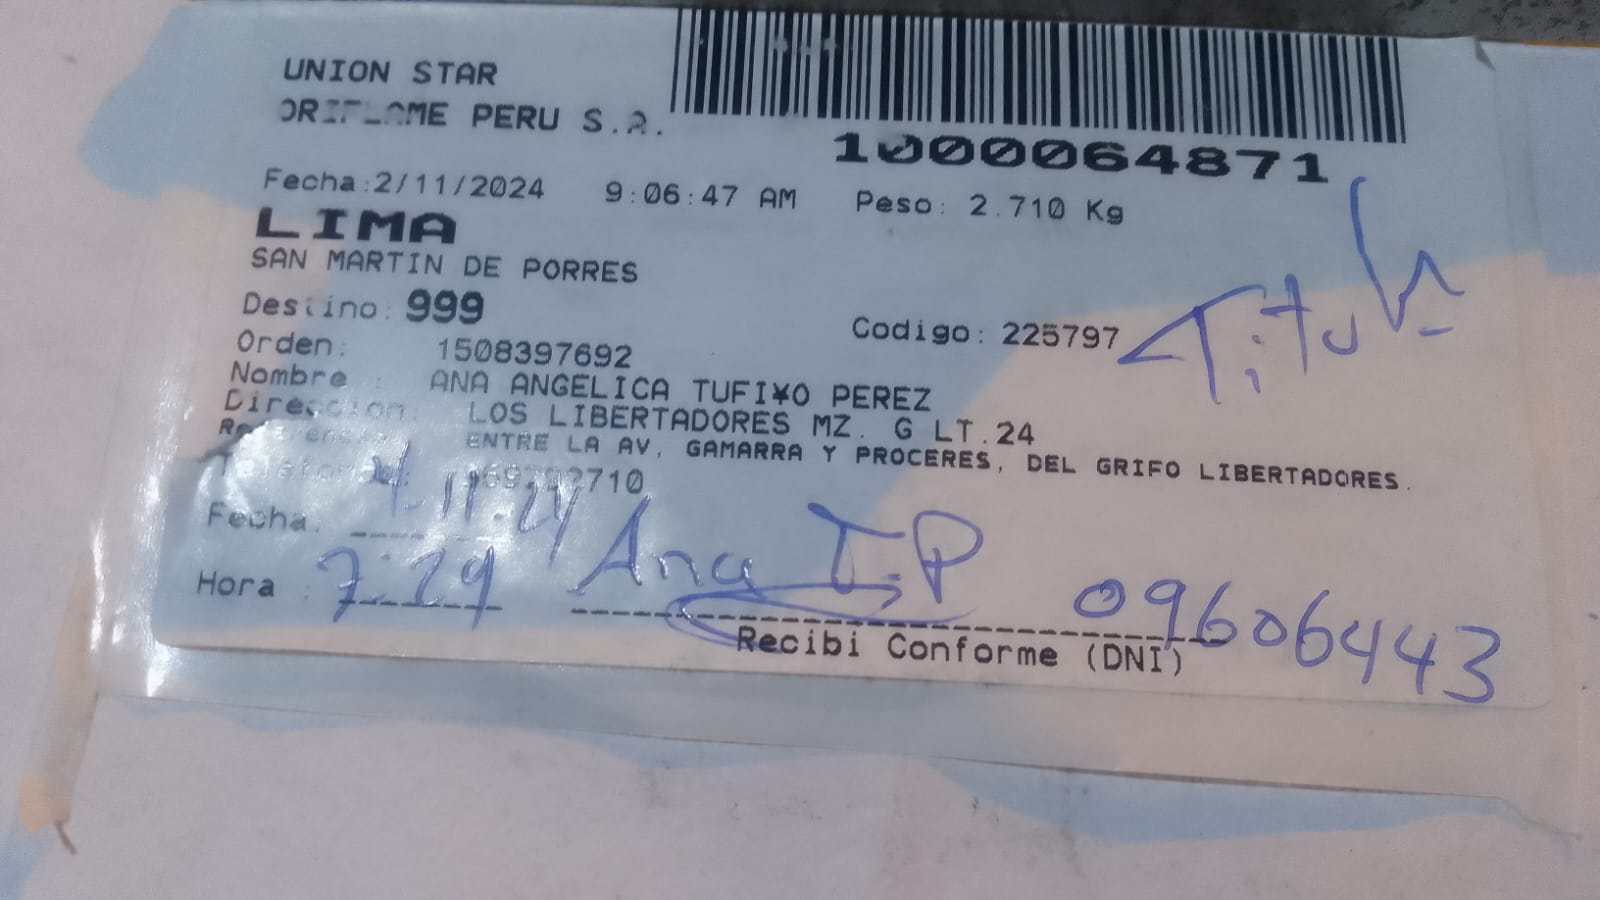 UNION STAR
ORIFLAME PERU S.A.
1000064871
Fecha:2/11/2024 9:06:47 AM Peso: 2.710 Kg
LIMA
SAN MARTIN DE PORRES
Destino: 999
Codigo: 225797
Orden: 1508397692
Nombre : ANA ANGELICA TUFI¥O PEREZ
Direccion: LOS LIBERTADORES MZ. G LT.24
Referencia: ENTRE LA AV, GAMARRA Y PROCERES, DEL GRIFO LIBERTADORES.
Telefono:
Fecha. 4.11.24
Hora : 7:29 Ana T.P 09606443
Recibi Conforme (DNI)